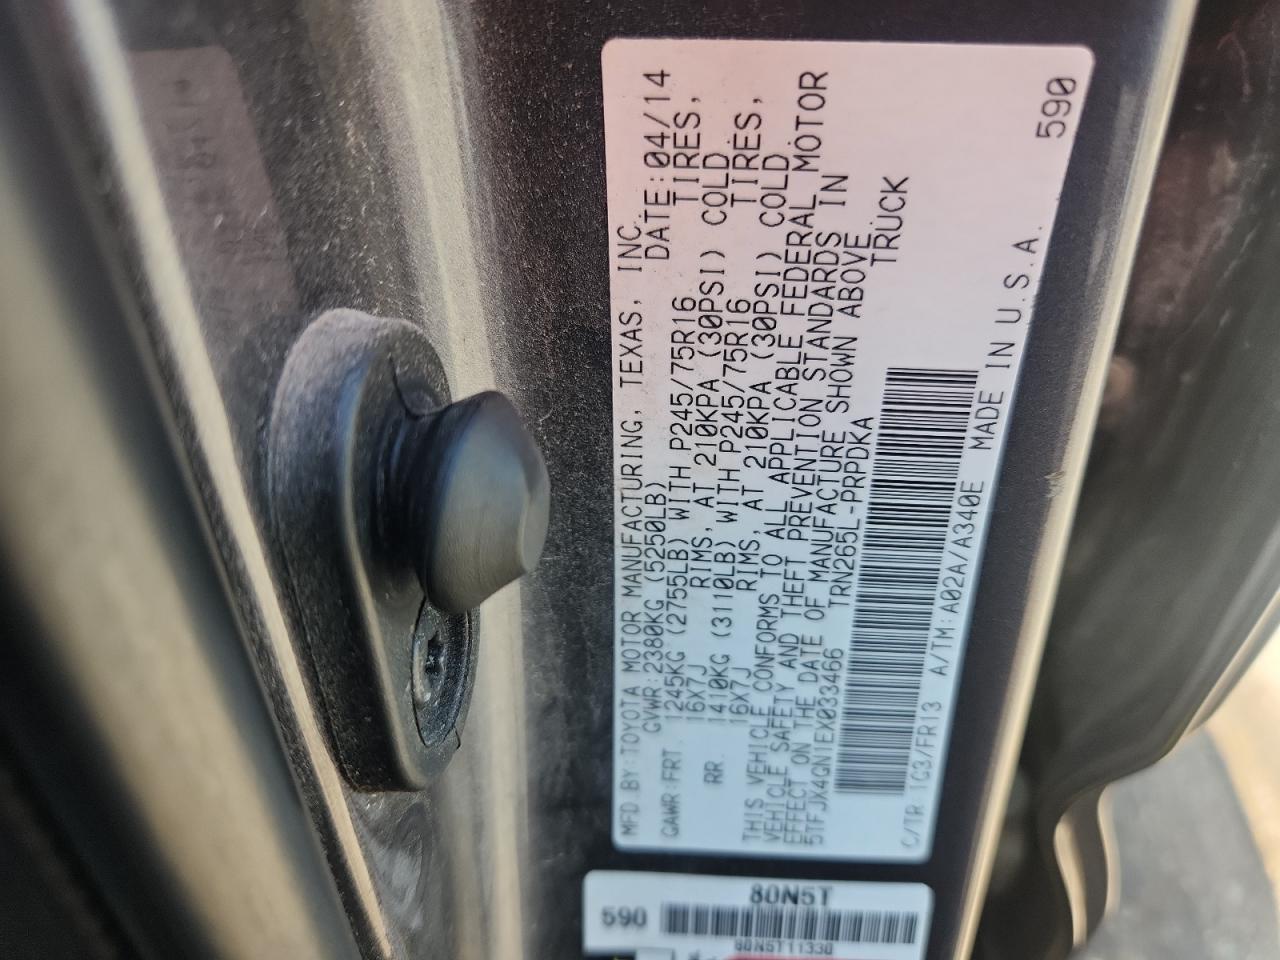 MFD.BY:TOYOTA MOTOR MANUFACTURING, TEXAS, INC.
GVWR:2380KG (5250LB) DATE:04/14
GAWR:FRT. 1245KG (2755LB) WITH P245/75R16 TIRES,
16X7J RIMS, AT 210KPA (30PSI) COLD
RR. 1410KG (3110LB) WITH P245/75R16 TIRES,
16X7J RIMS, AT 210KPA (30PSI) COLD.
THIS VEHICLE CONFORMS TO ALL APPLICABLE FEDERAL MOTOR
VEHICLE SAFETY AND THEFT PREVENTION STANDARDS IN
EFFECT ON THE DATE OF MANUFACTURE SHOWN ABOVE.
5TFJX4GN1EX033466 TRN265L-PRPDKA TRUCK
C/TR 1G3/FR13 A/TM:A02A/A340E MADE IN U.S.A.
590
80N5T
590
80N5T11330